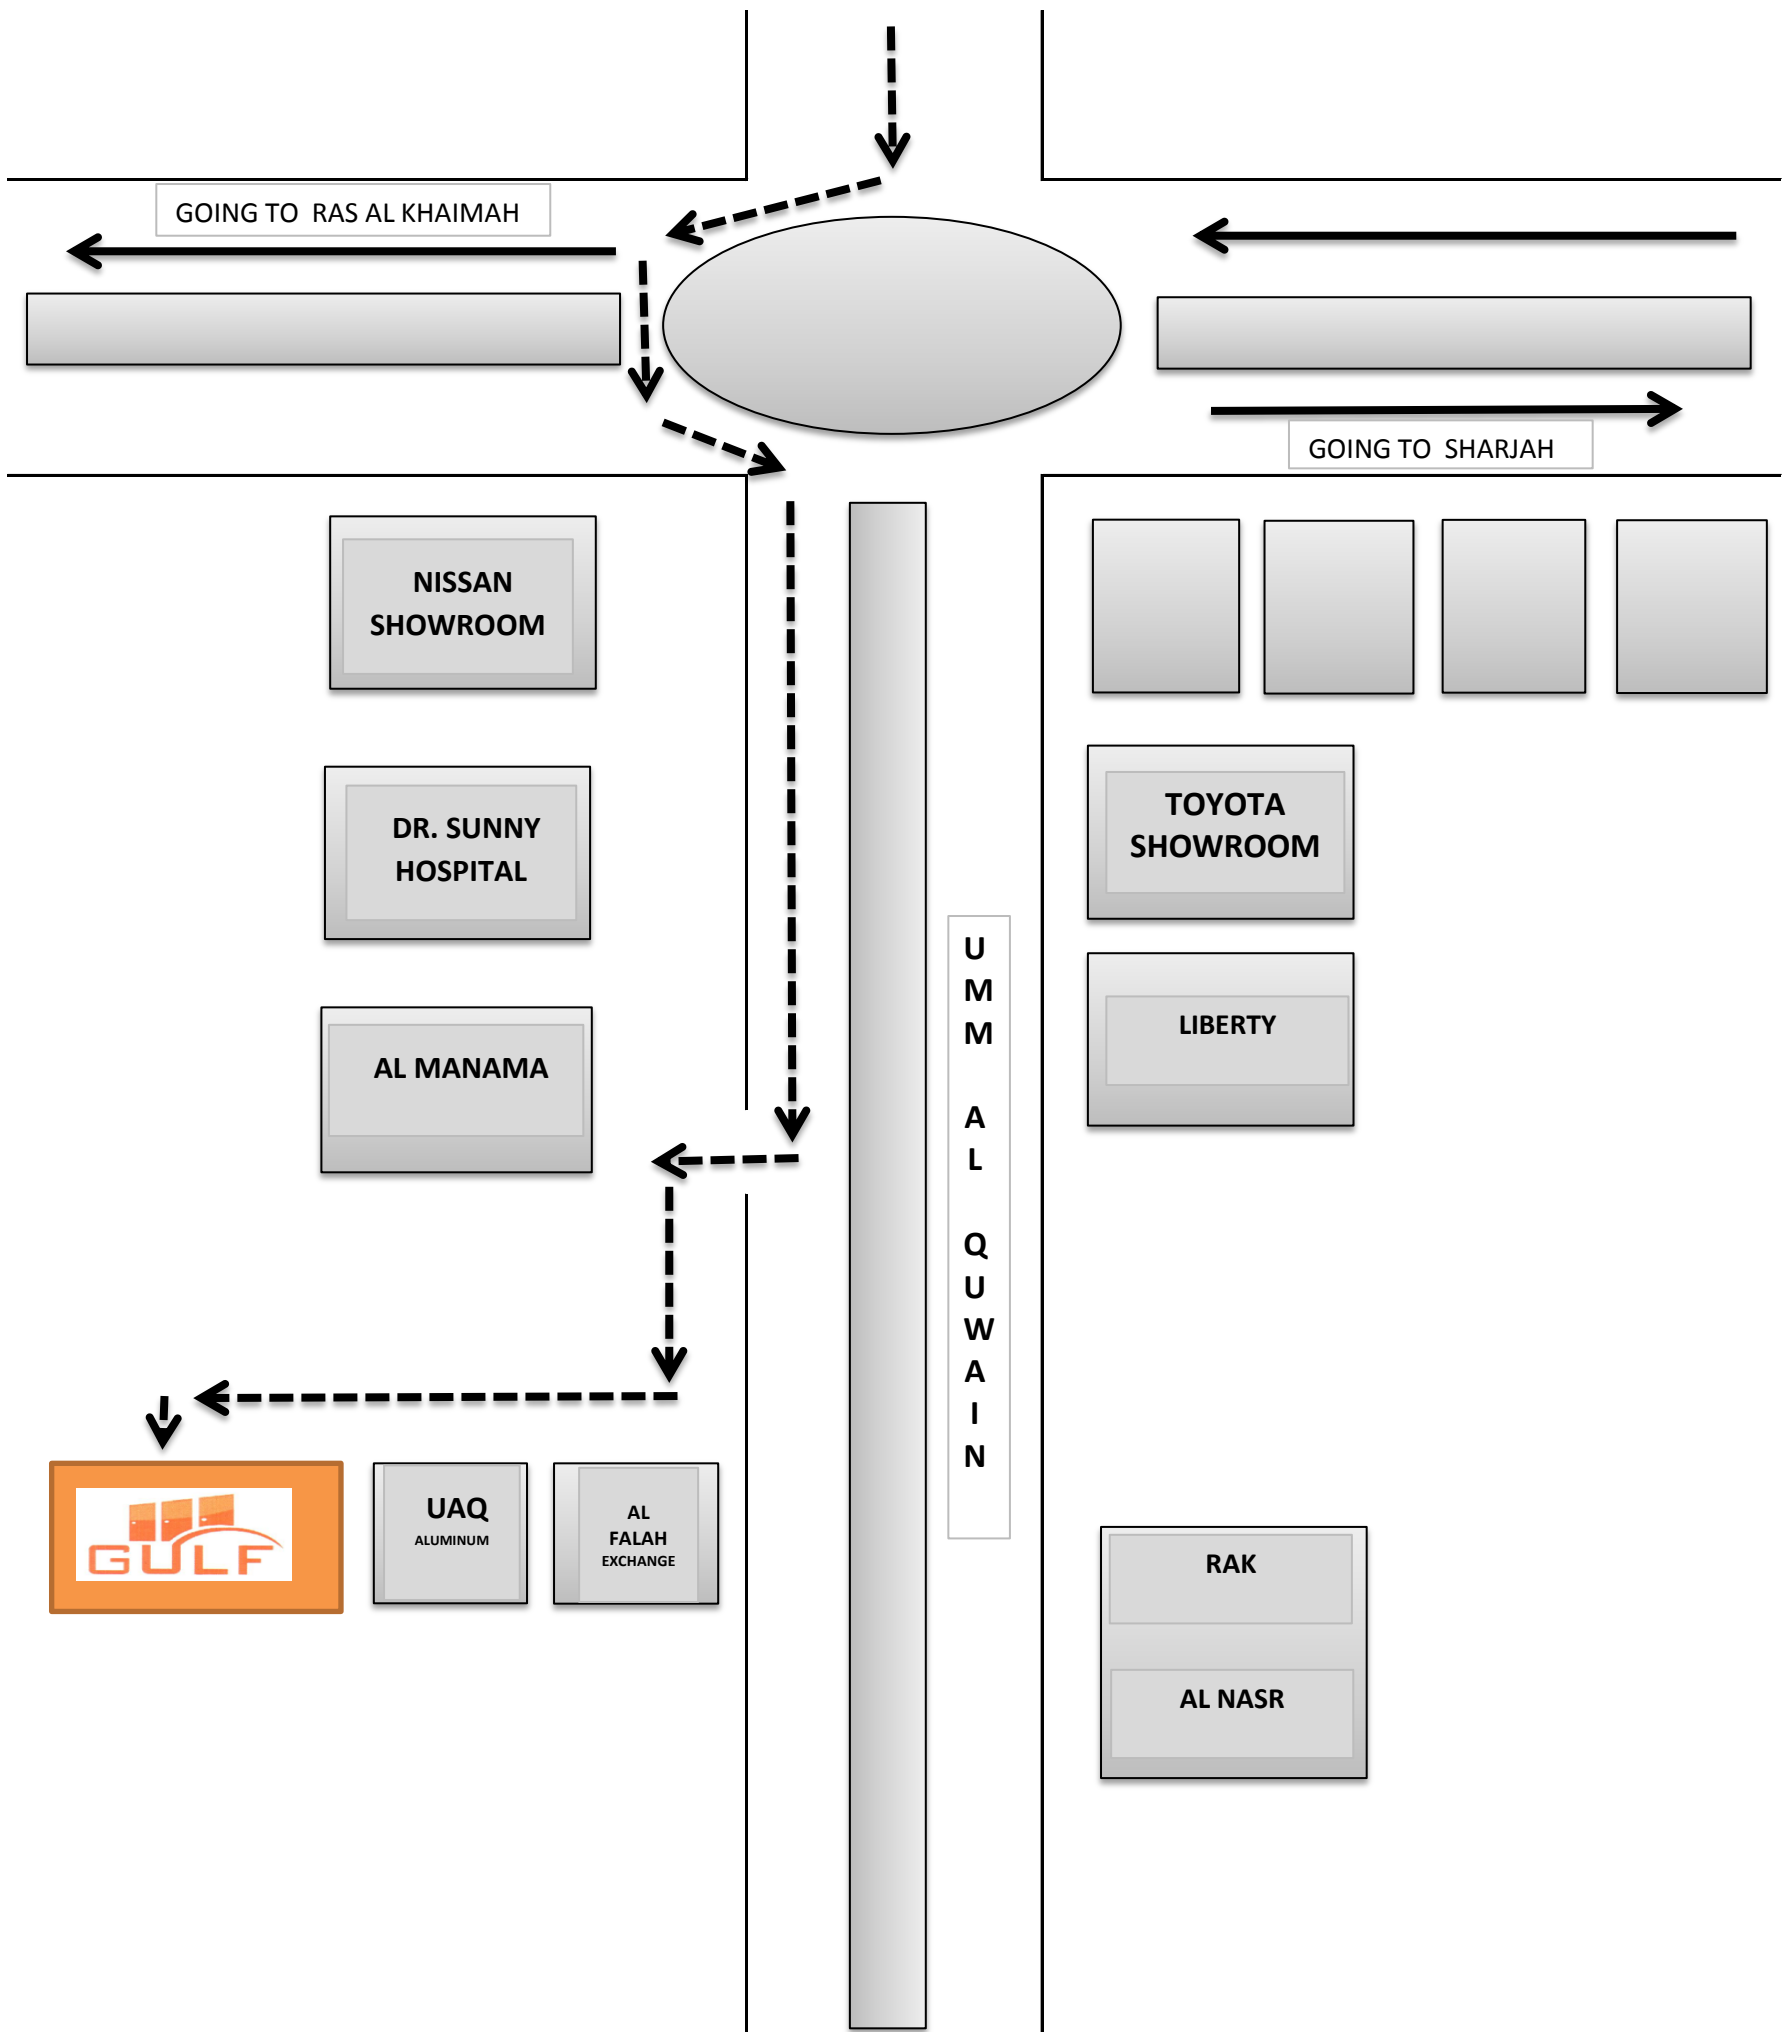 GOING TO  RAS AL KHAIMAH
GOING TO  SHARJAH
NISSAN
SHOWROOM
DR. SUNNY
HOSPITAL
TOYOTA
SHOWROOM
AL MANAMA
LIBERTY
U
M
M
A
L
Q
U
W
A
I
N
GULF
UAQ
ALUMINUM
AL
FALAH
EXCHANGE
RAK
AL NASR